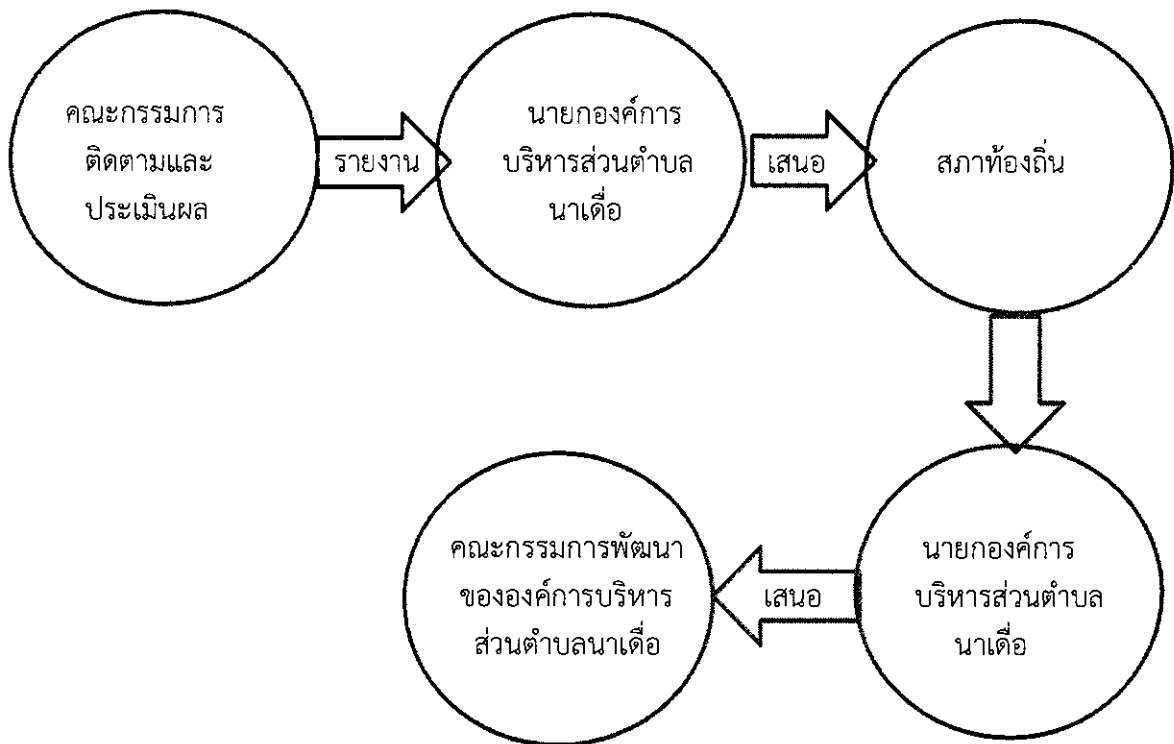 คณะกรรมการ
ติดตามและ
ประเมินผล
รายงาน
นายกองค์การ
บริหารส่วนตำบล
นาเดื่อ
เสนอ
สภาท้องถิ่น
นายกองค์การ
บริหารส่วนตำบล
นาเดื่อ
เสนอ
คณะกรรมการพัฒนา
ขององค์การบริหาร
ส่วนตำบลนาเดื่อ